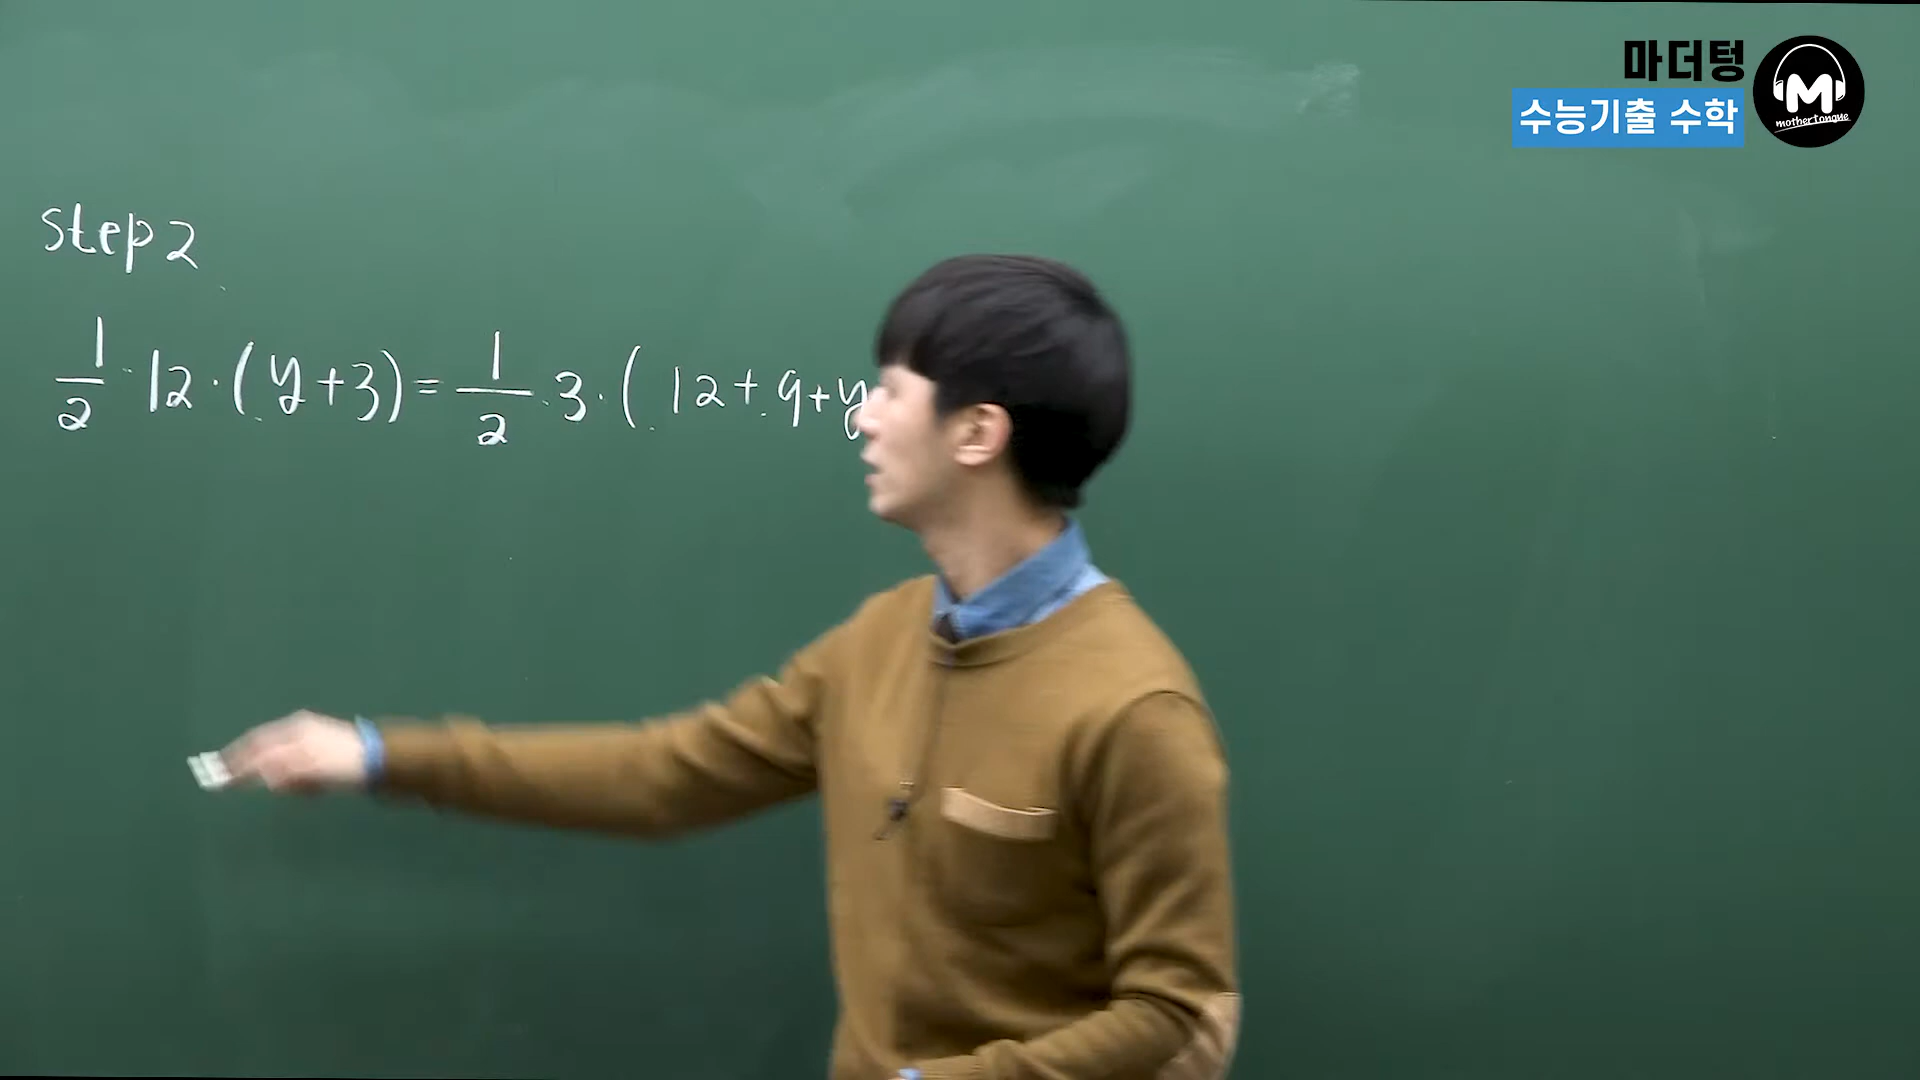 마더텅
수능기출 수학
M
mothertongue
step 2
1/2 · 12 · ( y+3) = 1/2 · 3 · ( 12 + 9 + y